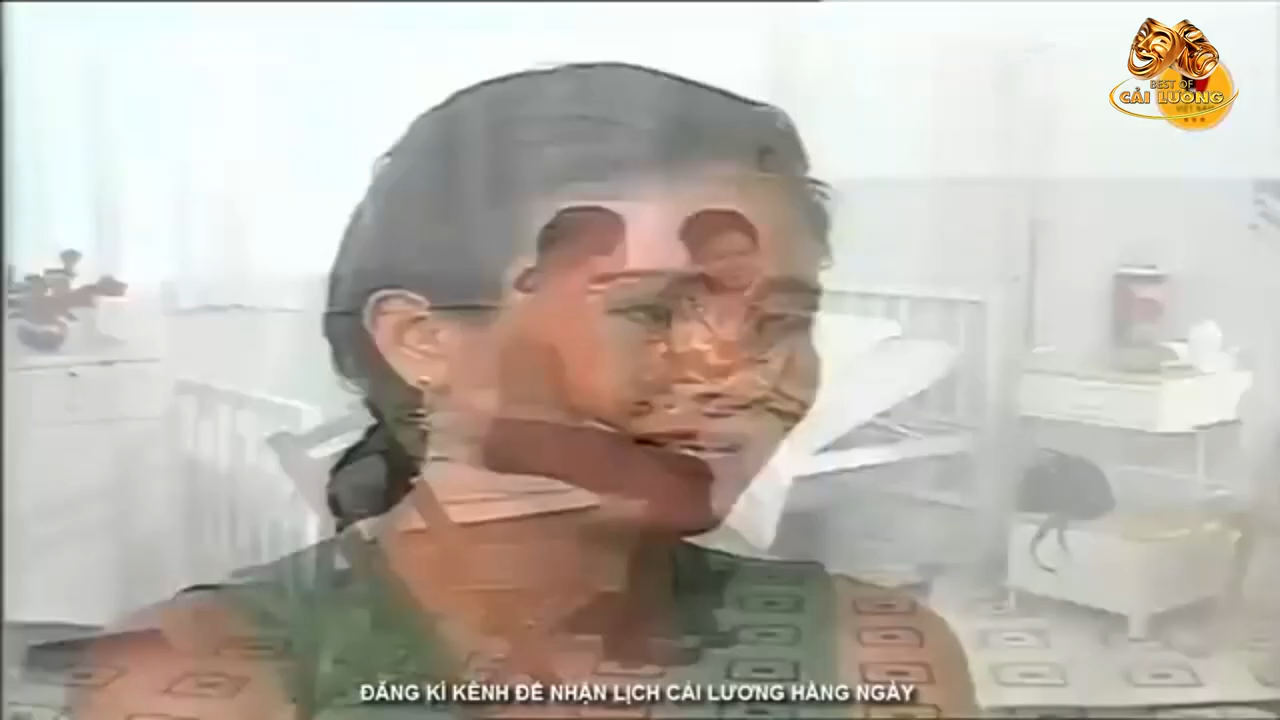 BEST OF
CẢI LƯƠNG
ĐĂNG KÍ KÊNH ĐỂ NHẬN LỊCH CẢI LƯƠNG HÀNG NGÀY